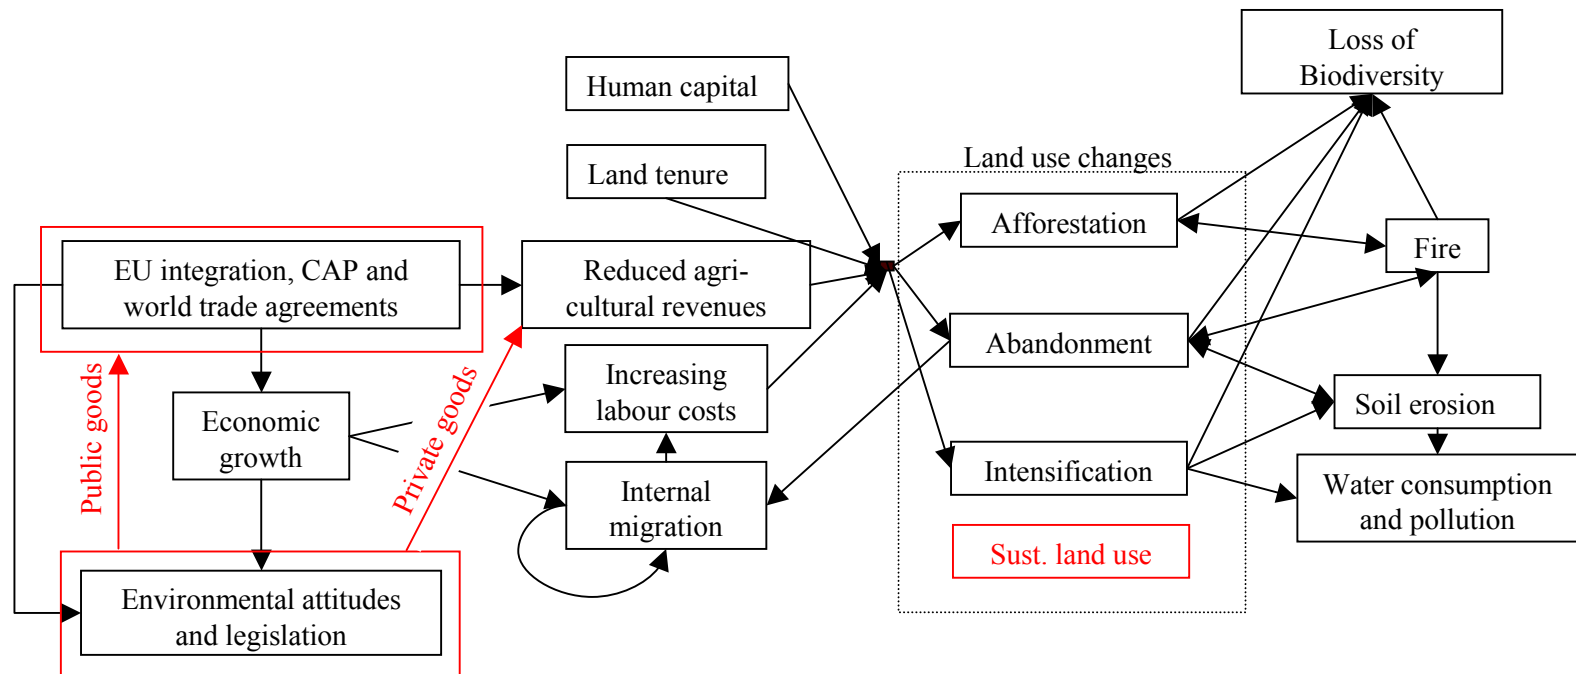 Loss of
Biodiversity
Human capital
Land use changes
Land tenure
Afforestation
EU integration, CAP and
world trade agreements
Reduced agri-
cultural revenues
Fire
Abandonment
Public goods
Private goods
Increasing
labour costs
Economic
growth
Soil erosion
Internal
migration
Intensification
Water consumption
and pollution
Sust. land use
Environmental attitudes
and legislation